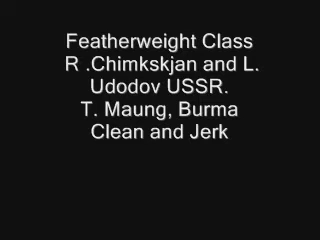 Featherweight Class
R .Chimkskjan and L.
Udodov USSR.
T. Maung, Burma
Clean and Jerk